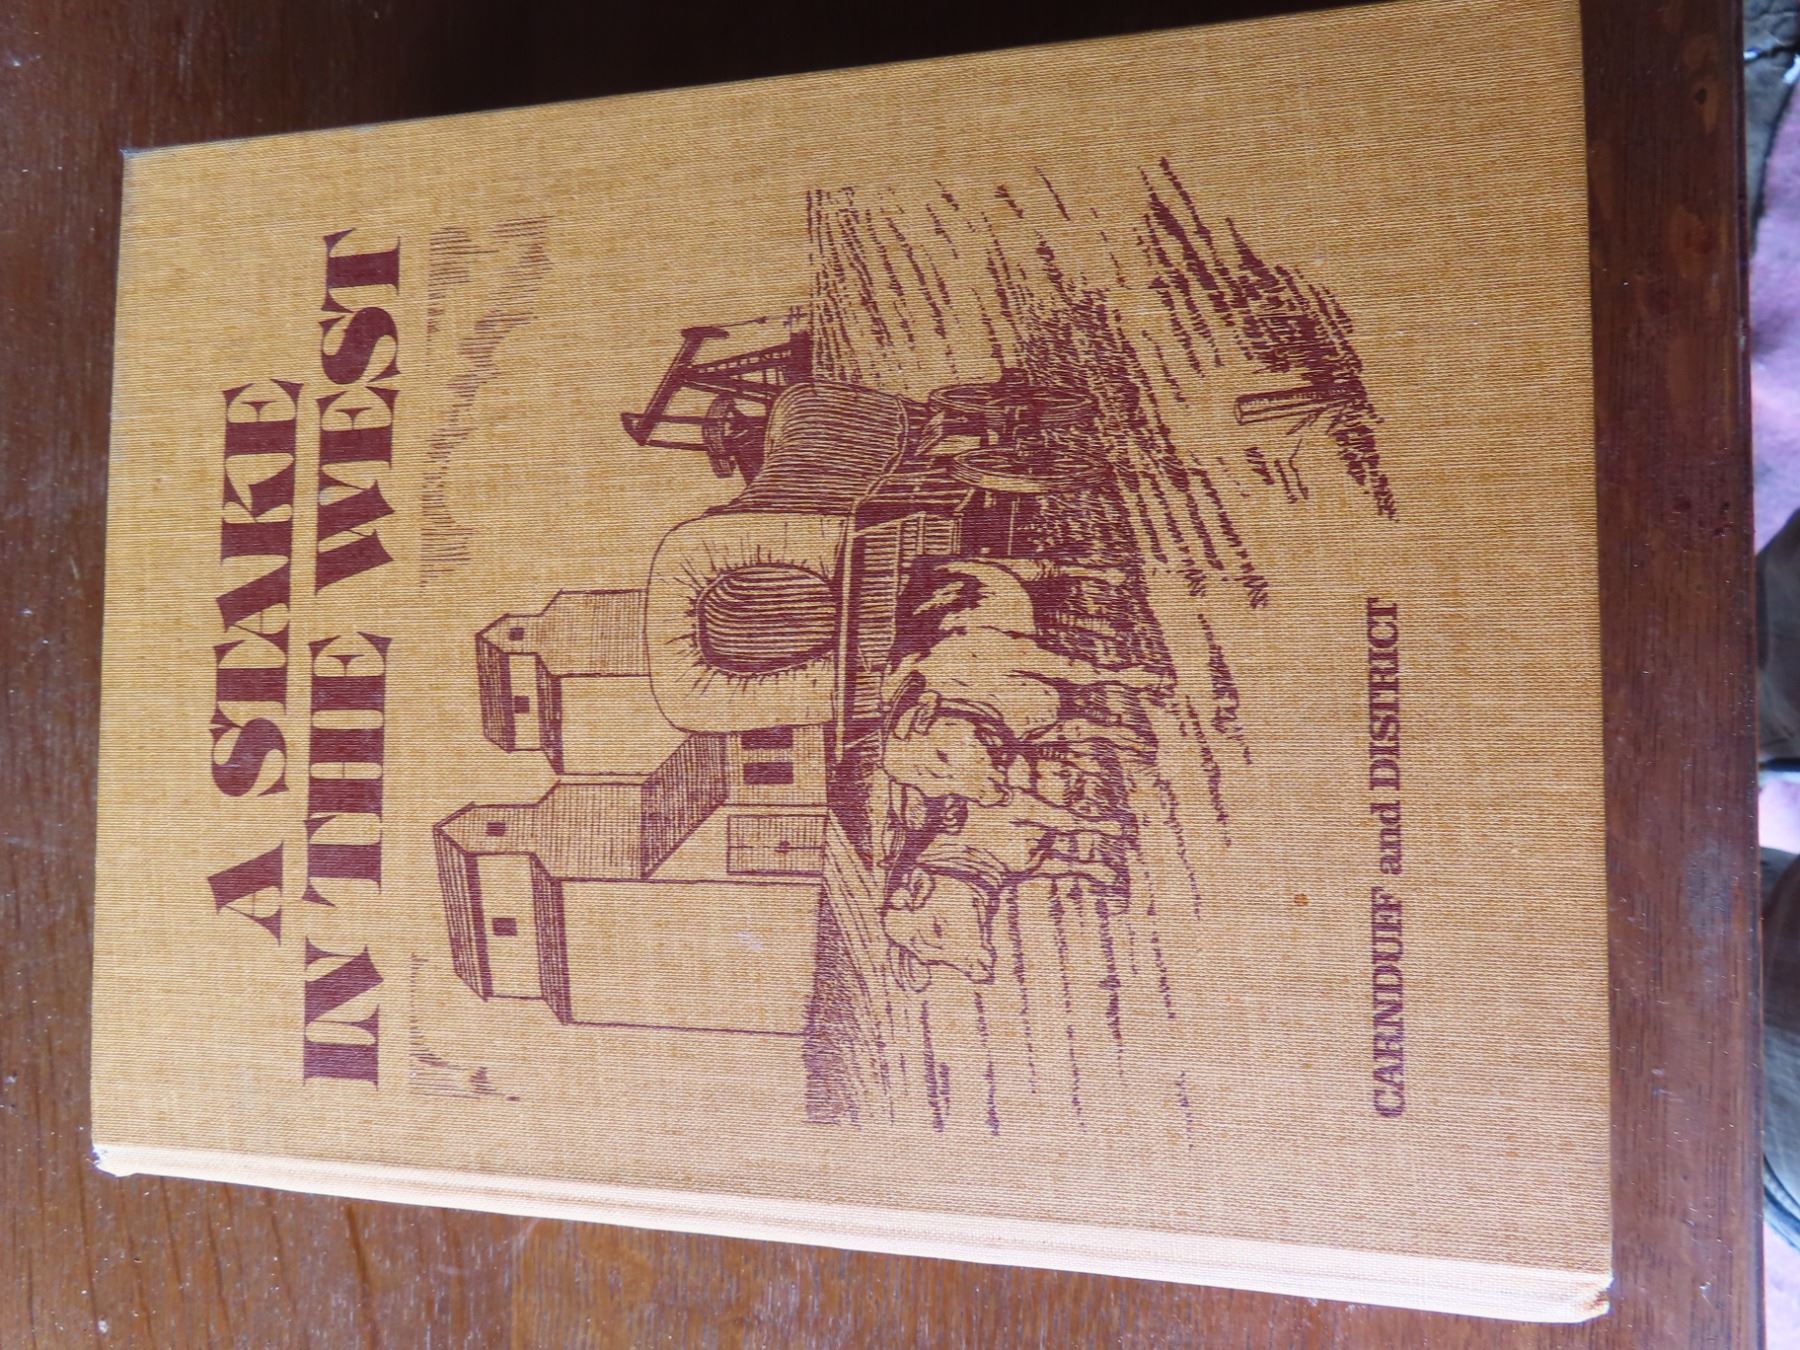 A STAKE
IN THE WEST
CARNDUFF and DISTRICT